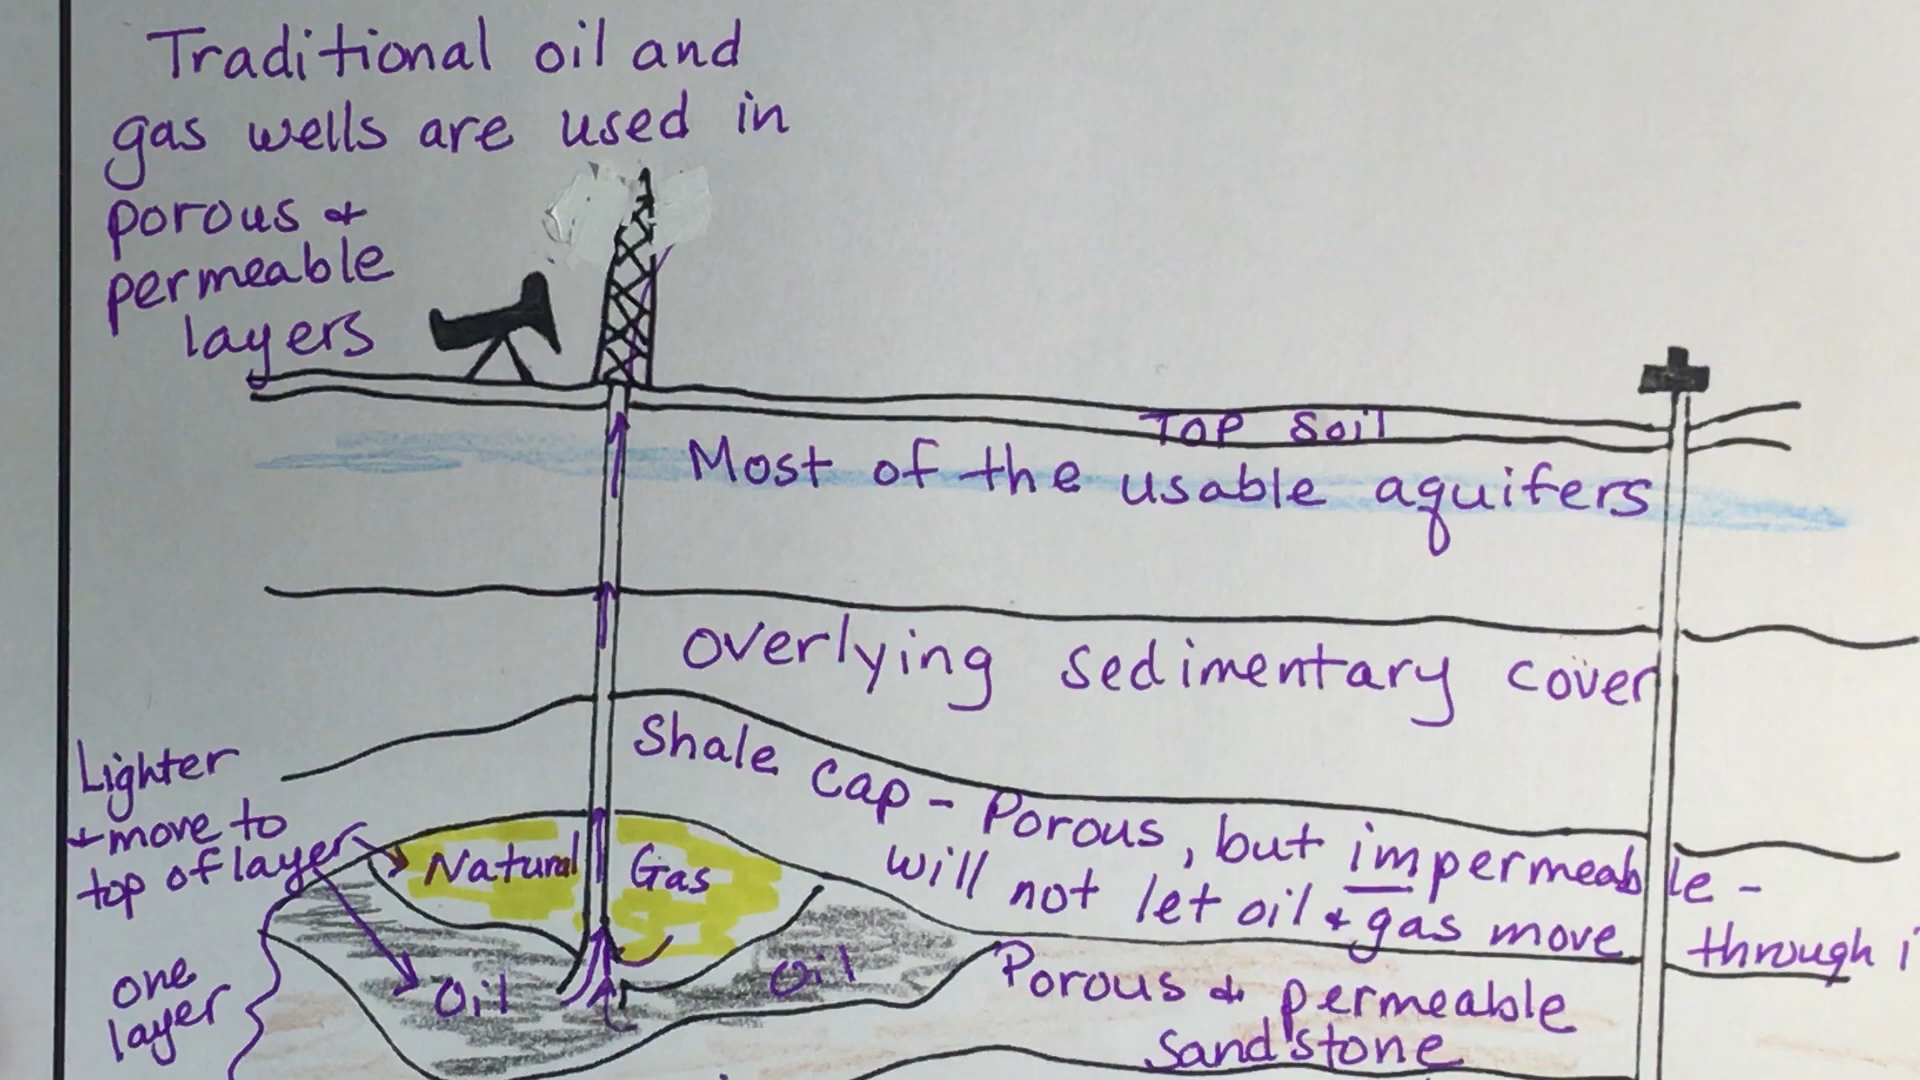 Traditional oil and
gas wells are used in
porous &
permeable
layers
Top Soil
Most of the usable aquifers
overlying sedimentary cover
Shale cap - Porous, but impermeable -
will not let oil & gas move through
Lighter
+ move to
top of layer
Natural Gas
one
layer
Oil
Oil
Porous & permeable
sandstone